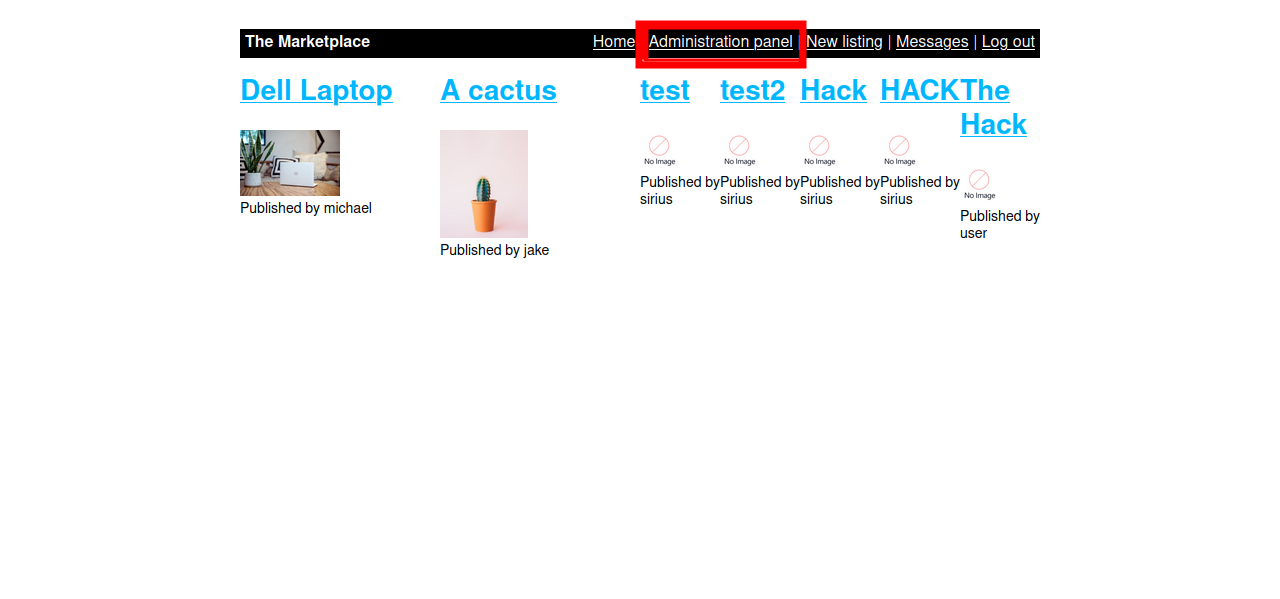 The Marketplace
Home | Administration panel | New listing | Messages | Log out
Dell Laptop
Published by michael
A cactus
Published by jake
test
No Image
Published by
sirius
test2
No Image
Published by
sirius
Hack
No Image
Published by
sirius
HACK
No Image
Published by
sirius
The
Hack
No Image
Published by
user